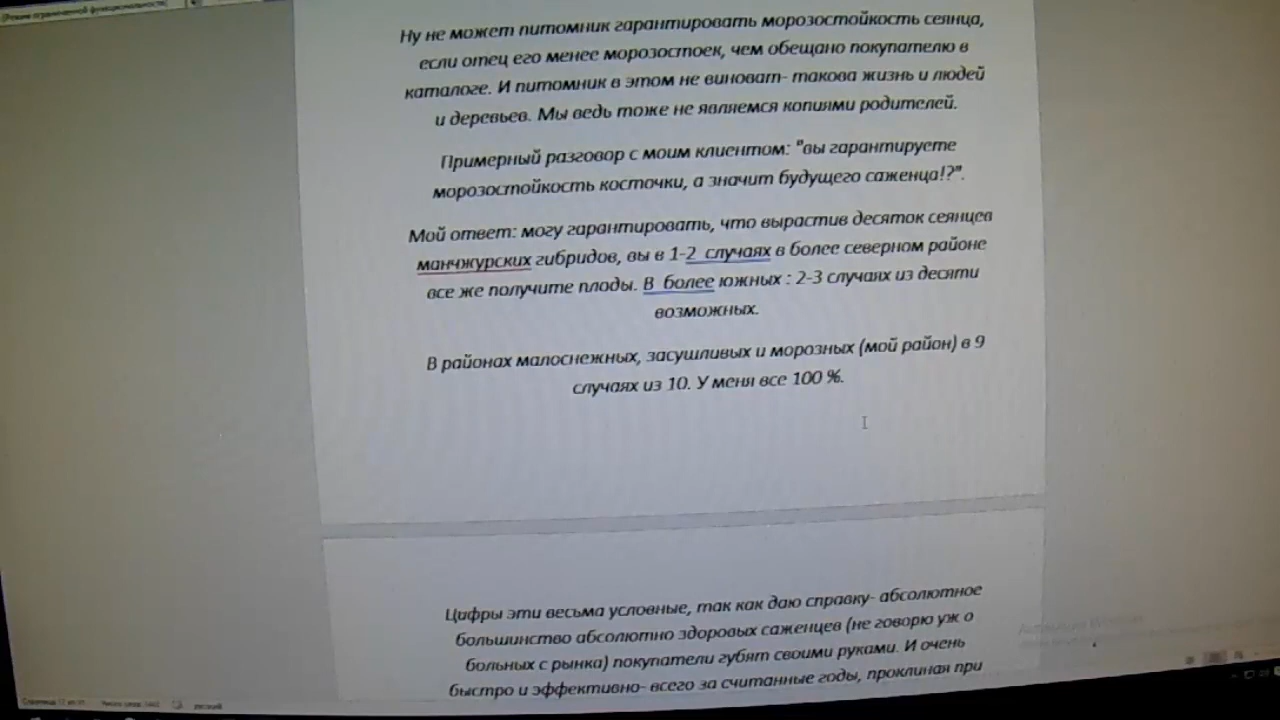 (Режим ограниченной функциональности)
Ну не может питомник гарантировать морозостойкость сеянца,
если отец его менее морозостоек, чем обещано покупателю в
каталоге. И питомник в этом не виноват- такова жизнь и людей
и деревьев. Мы ведь тоже не являемся копиями родителей.
Примерный разговор с моим клиентом: "вы гарантируете
морозостойкость косточки, а значит будущего саженца!?".
Мой ответ: могу гарантировать, что вырастив десяток сеянцев
манчжурских гибридов, вы в 1-2 случаях в более северном районе
все же получите плоды. В более южных : 2-3 случаях из десяти
возможных.
В районах малоснежных, засушливых и морозных (мой район) в 9
случаях из 10. У меня все 100 %.
Цифры эти весьма условные, так как даю справку- абсолютное
большинство абсолютно здоровых саженцев (не говорю уж о
больных с рынка) покупатели губят своими руками. И очень
быстро и эффективно- всего за считанные годы, проклиная при
русский